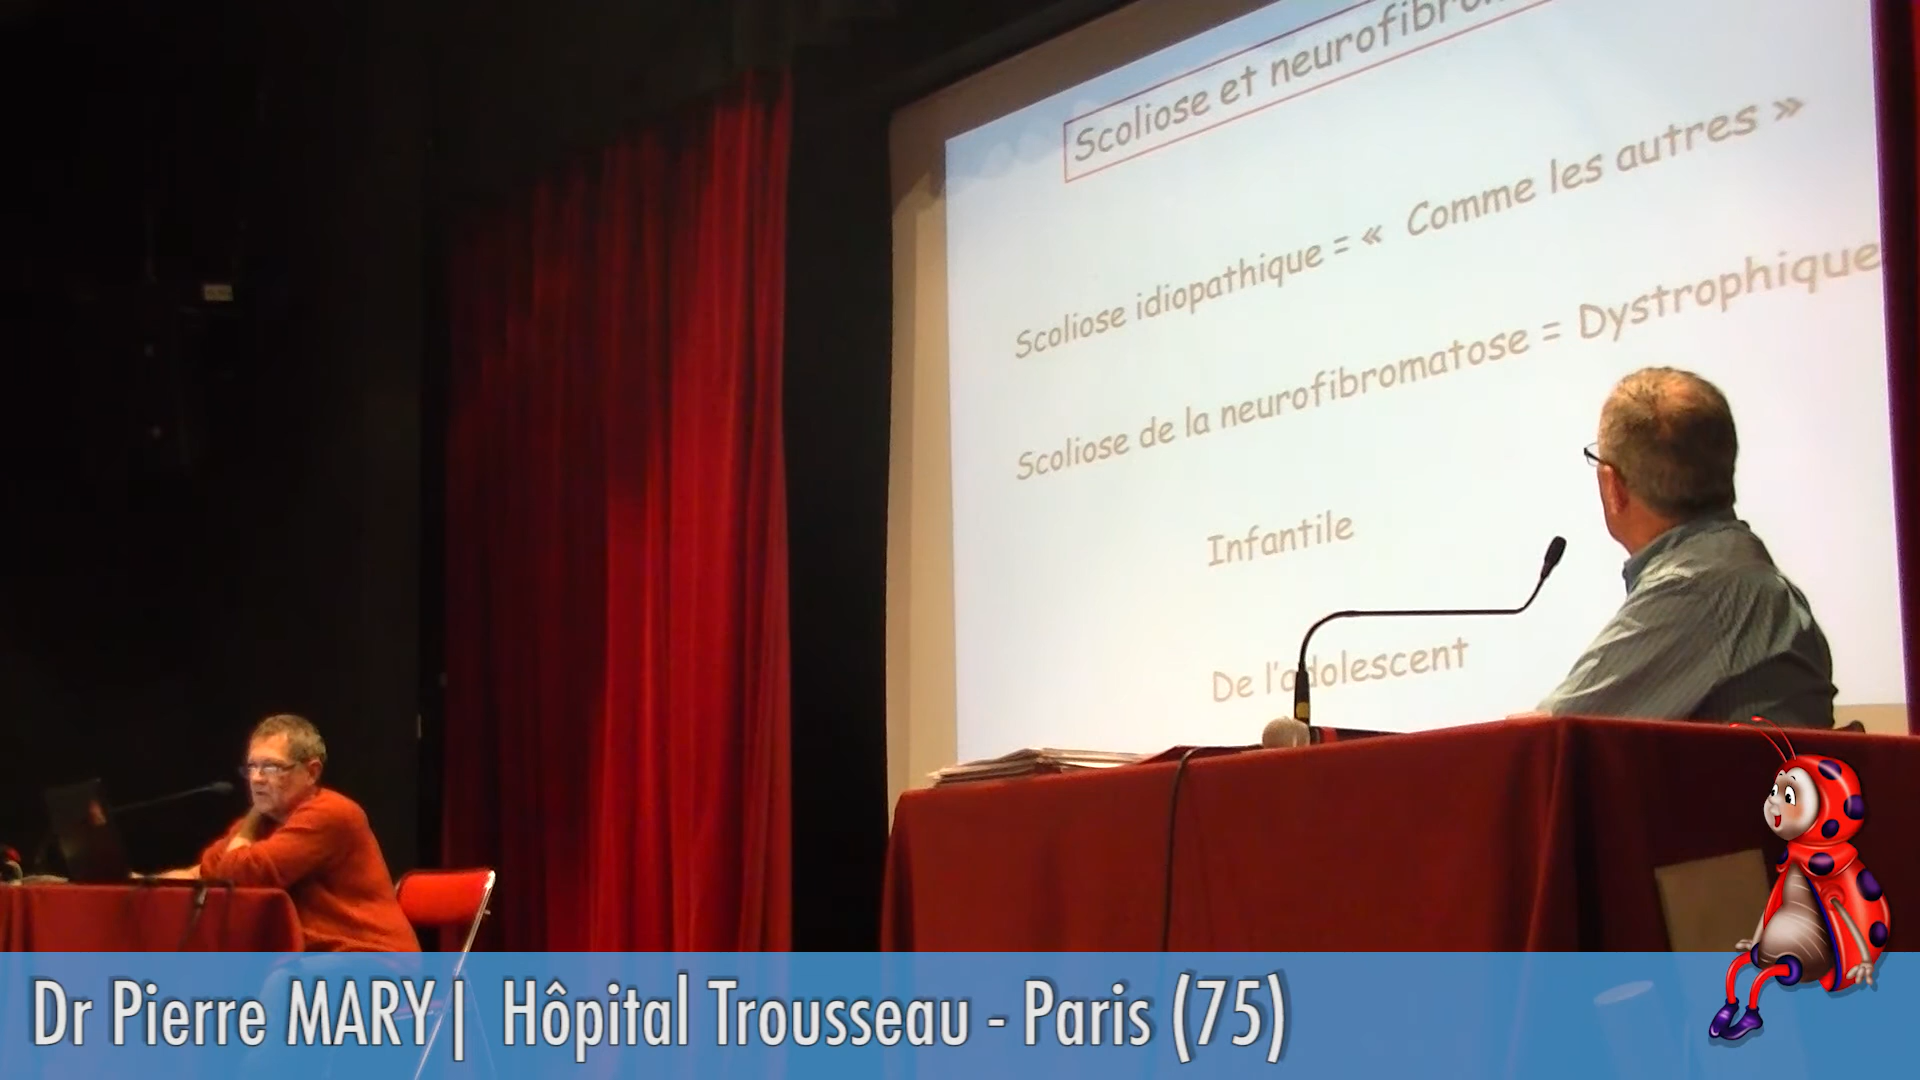 Scoliose et
Scoliose idiopathique = « Comme les autres »
Scoliose de la neurofibromatose = Dystrophique
Infantile
De l'adolescent
Dr Pierre MARY| Hôpital Trousseau - Paris (75)